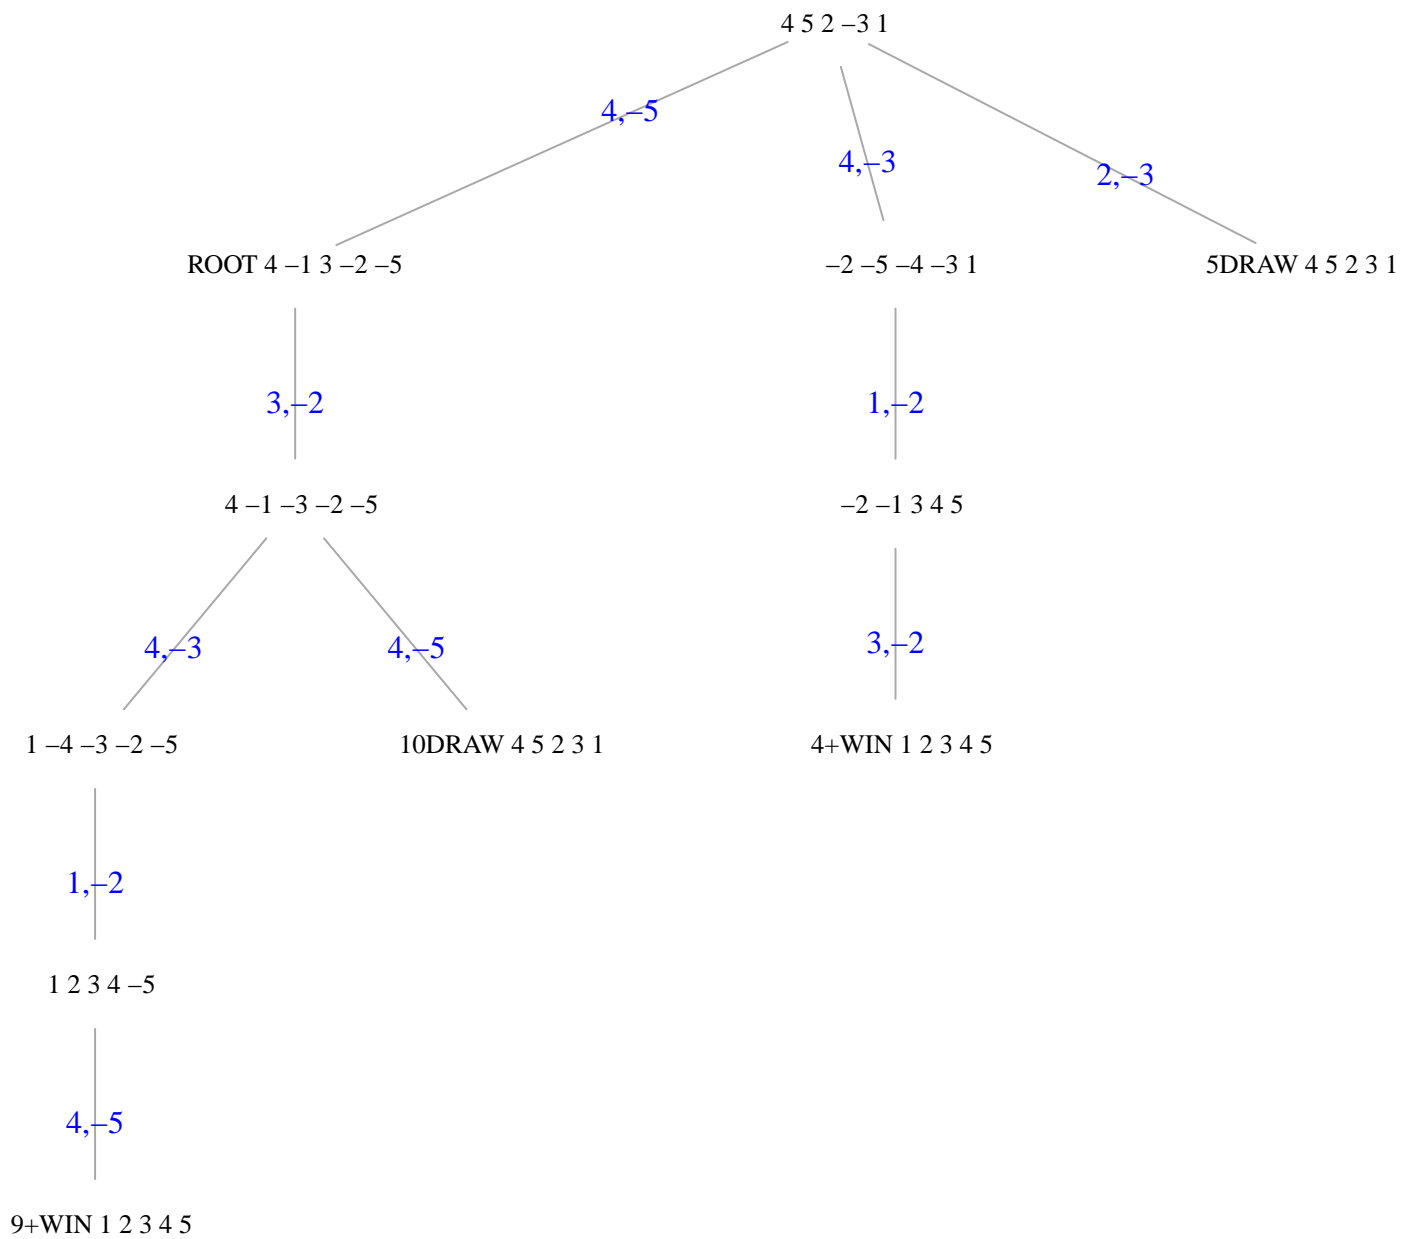 4 5 2 –3 1
4,–5
4,–3
2,–3
ROOT 4 –1 3 –2 –5
–2 –5 –4 –3 1
5DRAW 4 5 2 3 1
3,–2
1,–2
4 –1 –3 –2 –5
–2 –1 3 4 5
4,–3
4,–5
3,–2
1 –4 –3 –2 –5
10DRAW 4 5 2 3 1
4+WIN 1 2 3 4 5
1,–2
1 2 3 4 –5
4,–5
9+WIN 1 2 3 4 5